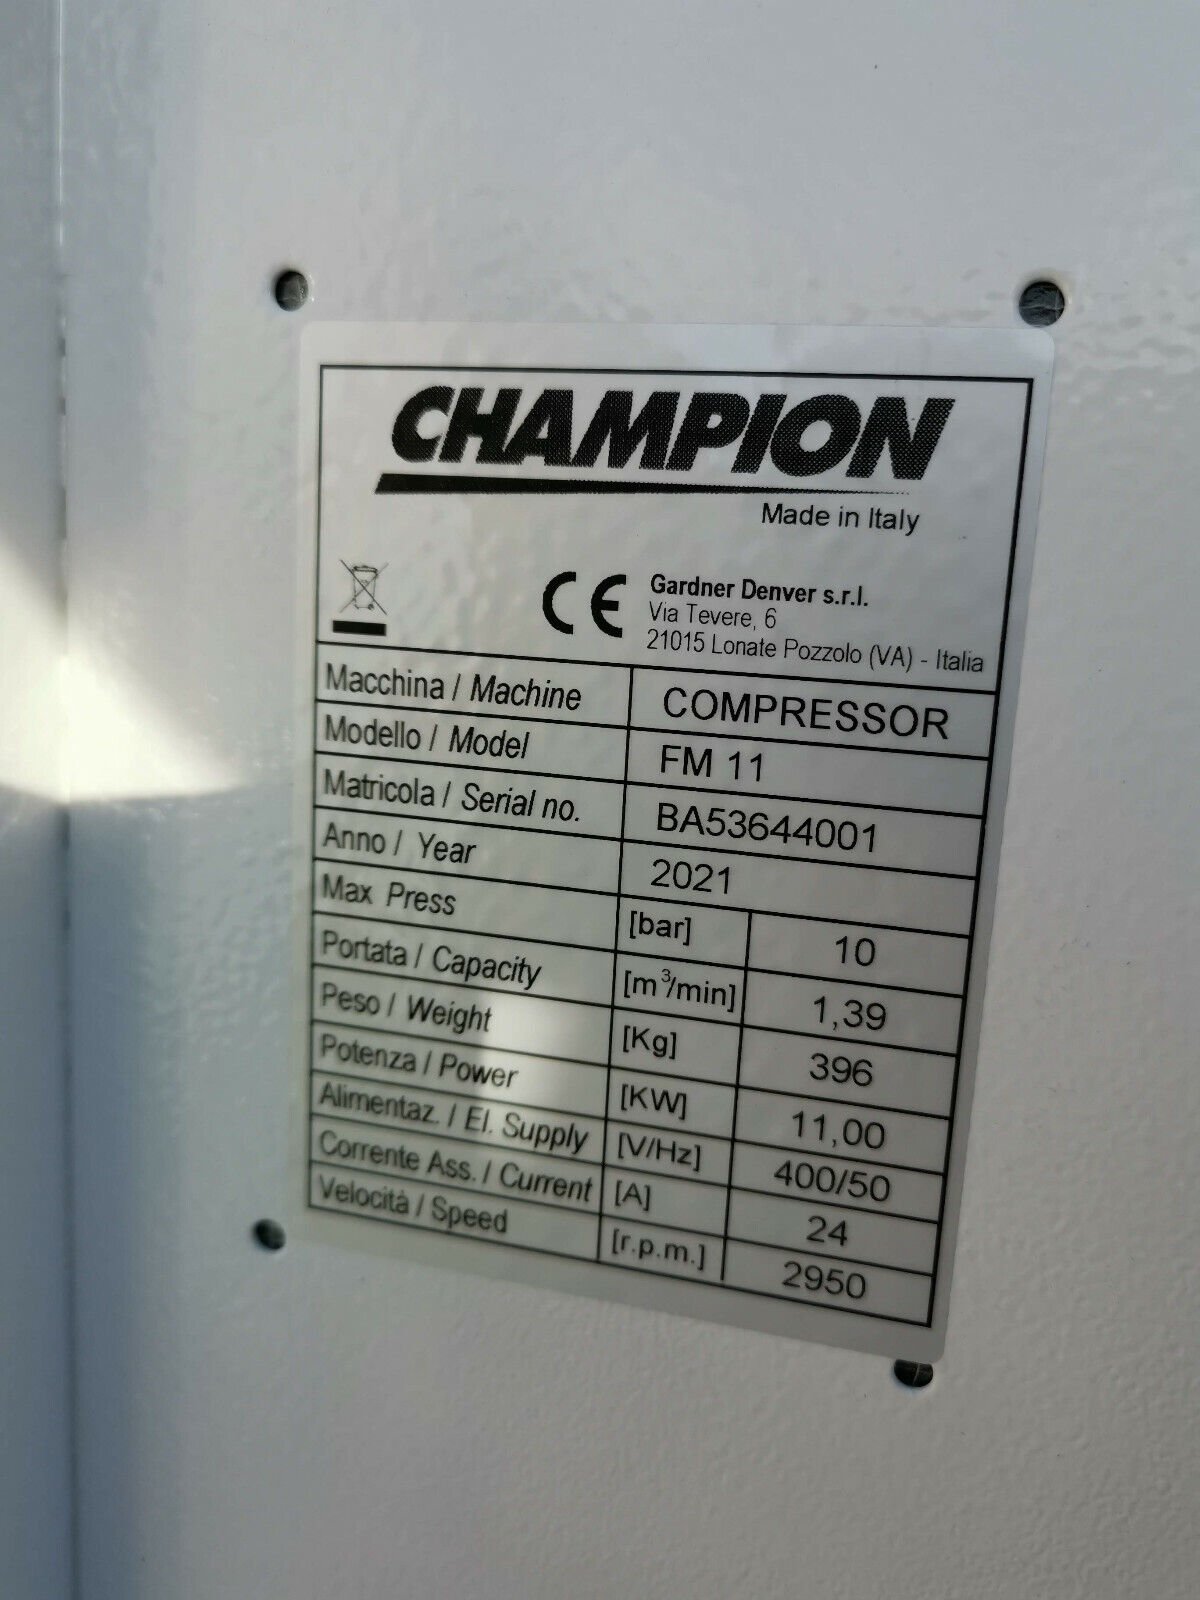 CHAMPION
Made in Italy
CE
Gardner Denver s.r.l.
Via Tevere, 6
21015 Lonate Pozzolo (VA) - Italia
Macchina / Machine COMPRESSOR
Modello / Model FM 11
Matricola / Serial no. BA53644001
Anno / Year 2021
Max Press [bar] 10
Portata / Capacity [m³/min] 1,39
Peso / Weight [Kg] 396
Potenza / Power [KW] 11,00
Alimentaz. / El. Supply [V/Hz] 400/50
Corrente Ass. / Current [A] 24
Velocità / Speed [r.p.m.] 2950